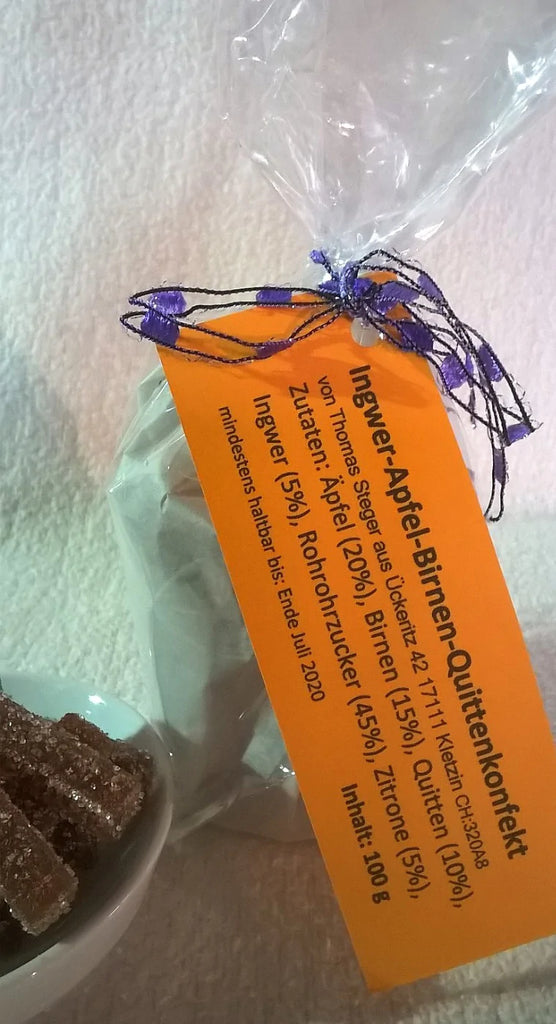 Ingwer-Apfel-Birnen-Quittenkonfekt
von Thomas Steger aus Ückeritz 42 17111 Kletzin CH:320A8
Zutaten: Äpfel (20%), Birnen (15%), Quitten (10%),
Ingwer (5%), Rohrohrzucker (45%), Zitrone (5%),
mindestens haltbar bis: Ende Juli 2020
Inhalt: 100 g